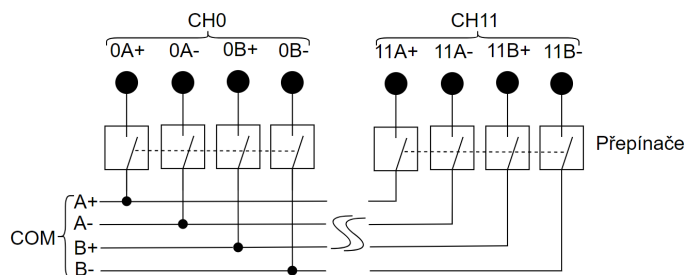 CH0 CH11
0A+ 0A- 0B+ 0B- 11A+ 11A- 11B+ 11B-
Přepínače
A+
A-
COM
B+
B-